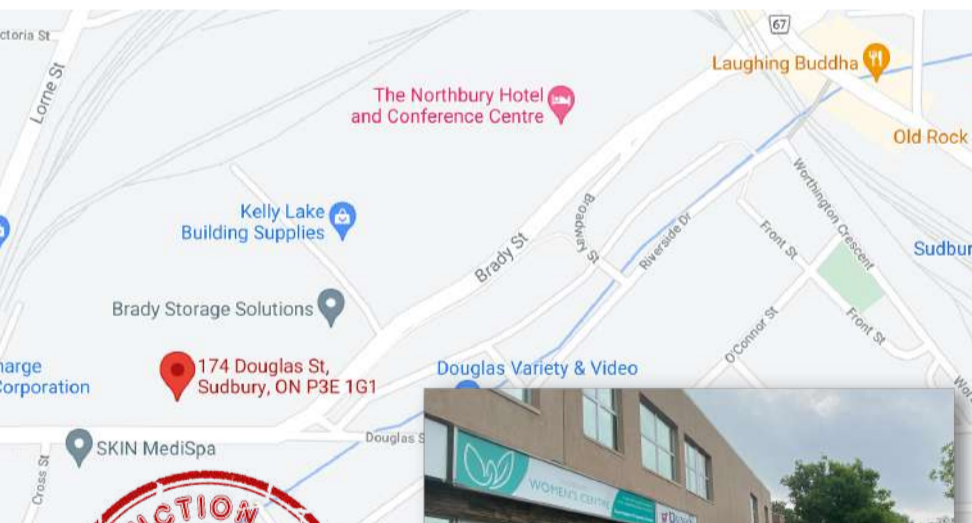 ctoria St
Lorne St
67
Laughing Buddha
The Northbury Hotel
and Conference Centre
Old Rock
Kelly Lake
Building Supplies
Brady St
Broadway St
Riverside Dr
Worthington Crescent
Front St
Sudbur
Brady Storage Solutions
O'Connor St
Front St
harge
Corporation
174 Douglas St,
Sudbury, ON P3E 1G1
Douglas Variety & Video
Wor
Douglas S
SKIN MediSpa
Cross St
WOMEN'S CENTRE
CTION